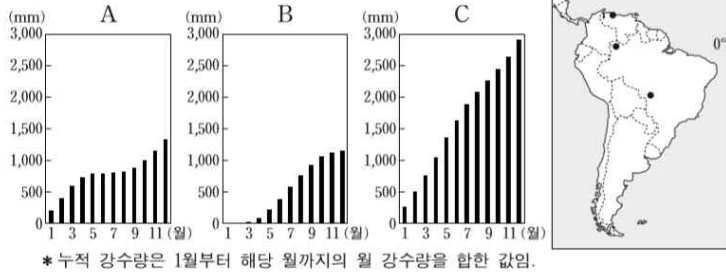 (mm) A (mm) B (mm) C
3,000 3,000 3,000
2,500 2,500 2,500
2,000 2,000 2,000
1,500 1,500 1,500
1,000 1,000 1,000
500 500 500
0 0 0
1 3 5 7 9 11(월) 1 3 5 7 9 11(월) 1 3 5 7 9 11(월)
0°
* 누적 강수량은 1월부터 해당 월까지의 월 강수량을 합한 값임.